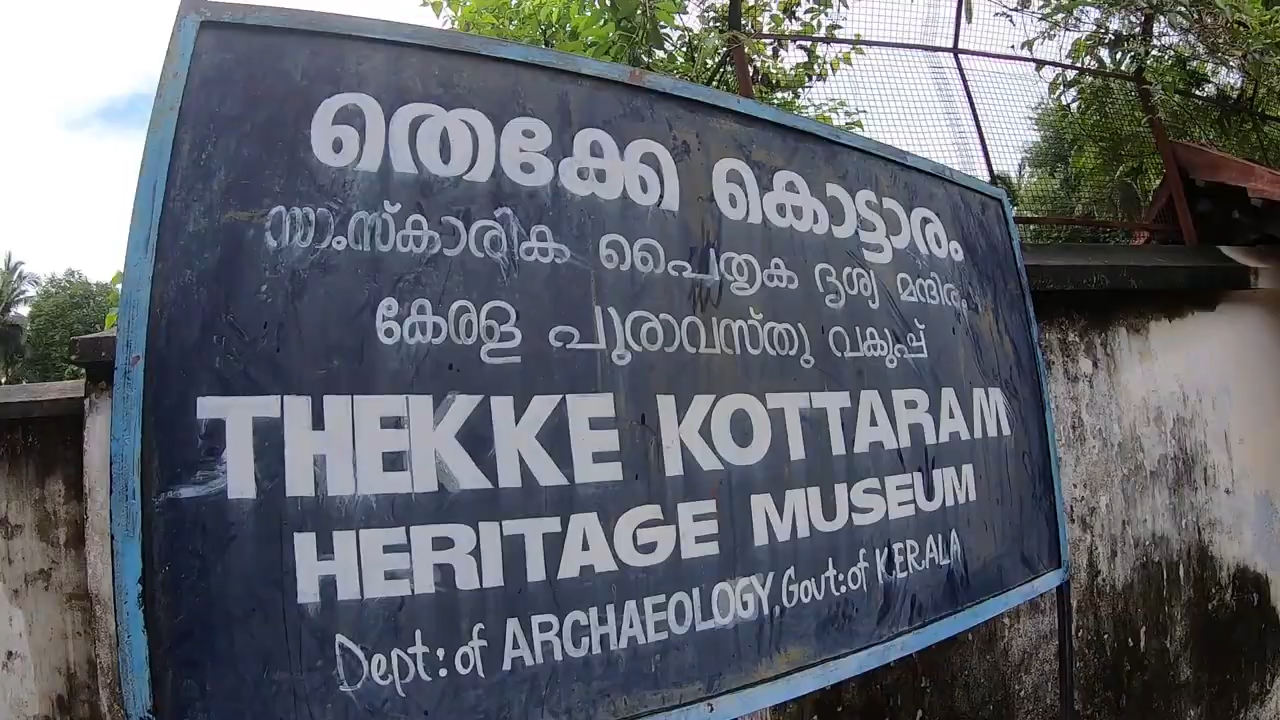 തെക്കേ കൊട്ടാരം
സാംസ്കാരിക പൈതൃക ദൃശ്യ മന്ദിരം
കേരള പുരാവസ്തു വകുപ്പ്
THEKKE KOTTARAM
HERITAGE MUSEUM
Dept: of ARCHAEOLOGY, Govt: of KERALA